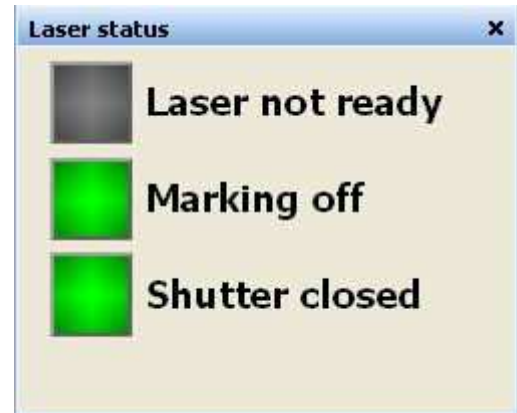 Laser status
Laser not ready
Marking off
Shutter closed